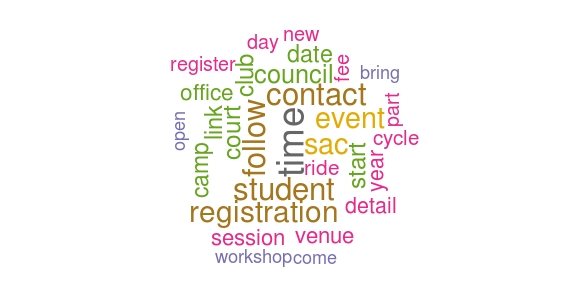 new
day
date
club
register
council
fee
bring
office
contact
link
court
follow
time
event
part
open
sac
cycle
camp
ride
start
year
student
registration
detail
session
venue
workshop
come